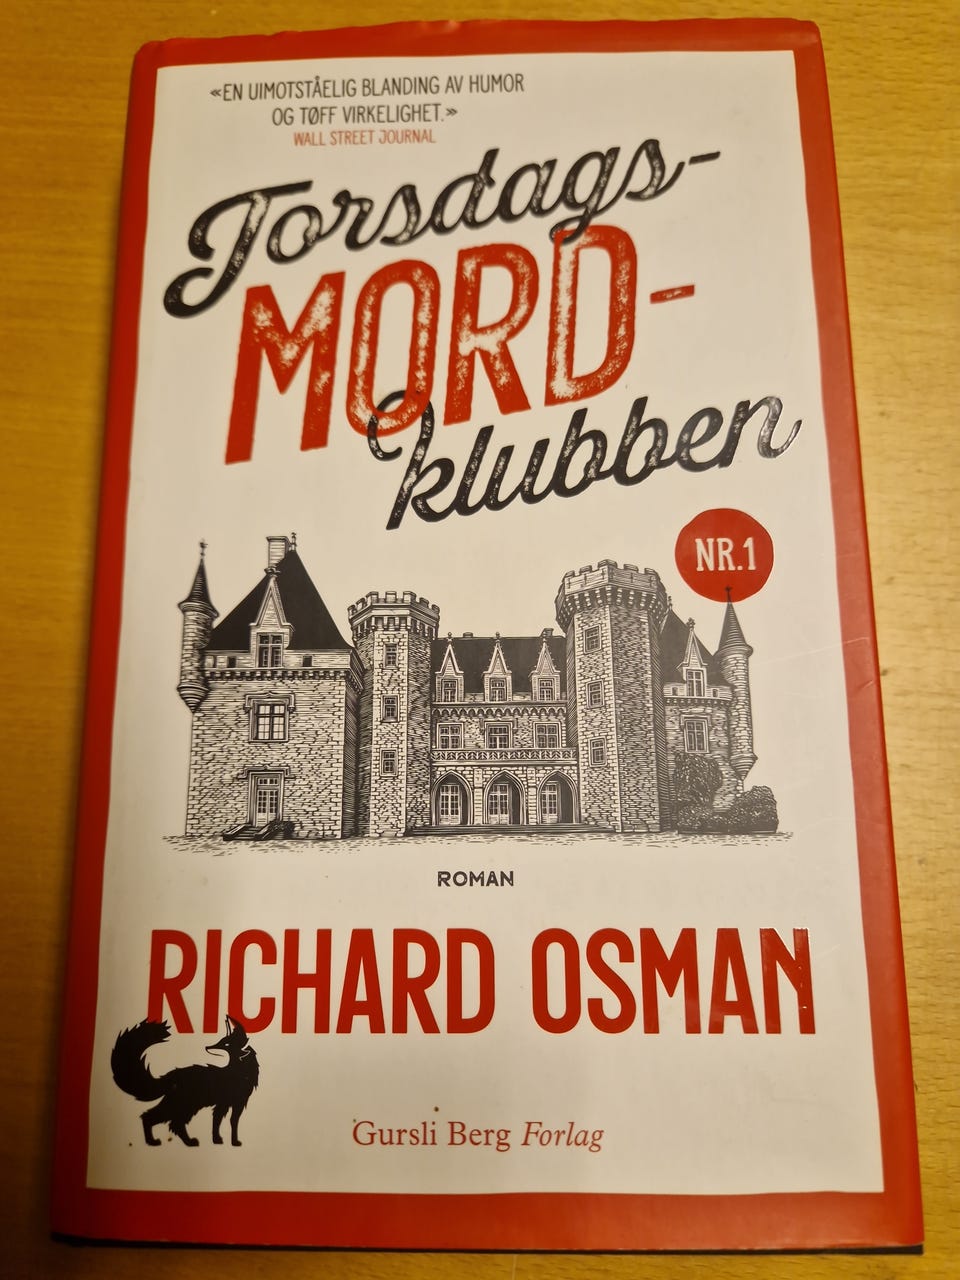 «EN UIMOTSTÅELIG BLANDING AV HUMOR
OG TØFF VIRKELIGHET.»
WALL STREET JOURNAL
Torsdags-
MORD-
klubben
NR.1
ROMAN
RICHARD OSMAN
Gursli Berg Forlag